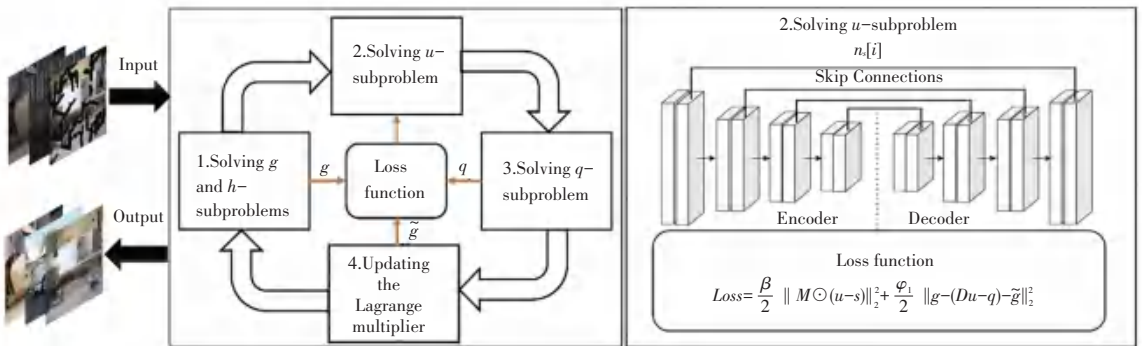 Input
Output
1.Solving g
and h-
subproblems
2.Solving u-
subproblem
3.Solving q-
subproblem
4.Updating
the
Lagrange
multiplier
Loss
function
g
q
g̃
2.Solving u-subproblem
nₛ[i]
Skip Connections
Encoder
Decoder
Loss function
Loss= β/2 ‖ M⊙(u-s)‖₂²+ φ₁/2 ‖g-(Du-q)-g̃‖₂²